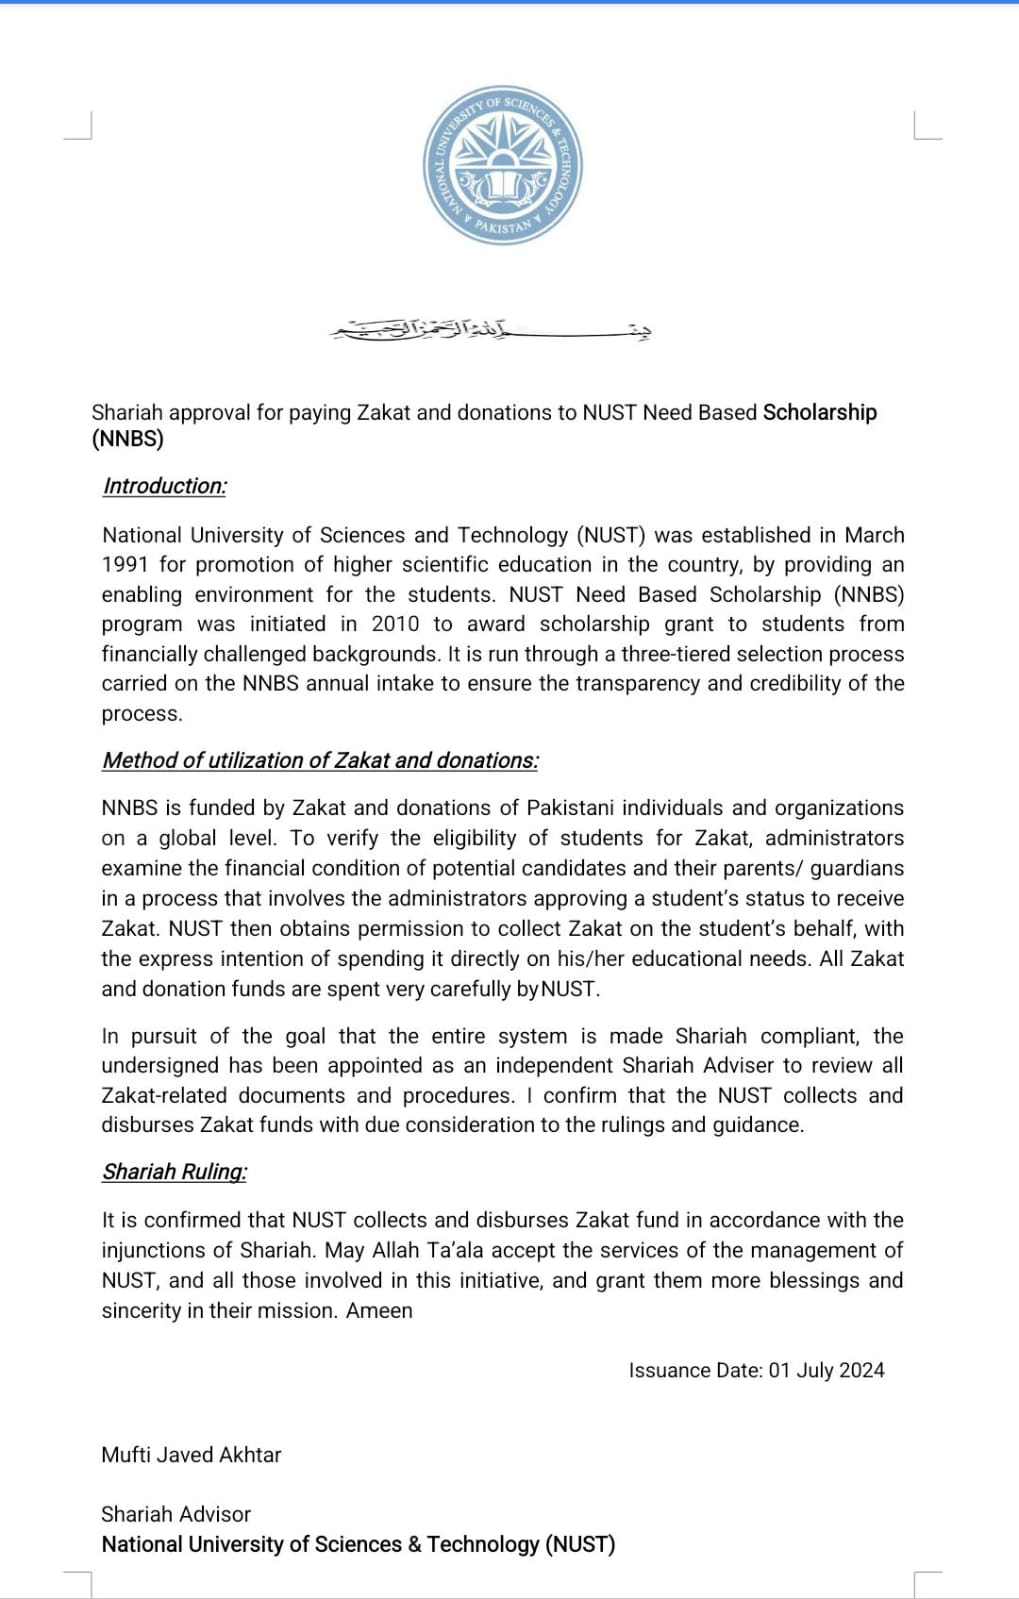 NATIONAL UNIVERSITY OF SCIENCES & TECHNOLOGY
PAKISTAN
بسم الله الرحمن الرحيم
Shariah approval for paying Zakat and donations to NUST Need Based Scholarship
(NNBS)
Introduction:
National University of Sciences and Technology (NUST) was established in March
1991 for promotion of higher scientific education in the country, by providing an
enabling environment for the students. NUST Need Based Scholarship (NNBS)
program was initiated in 2010 to award scholarship grant to students from
financially challenged backgrounds. It is run through a three-tiered selection process
carried on the NNBS annual intake to ensure the transparency and credibility of the
process.
Method of utilization of Zakat and donations:
NNBS is funded by Zakat and donations of Pakistani individuals and organizations
on a global level. To verify the eligibility of students for Zakat, administrators
examine the financial condition of potential candidates and their parents/ guardians
in a process that involves the administrators approving a student's status to receive
Zakat. NUST then obtains permission to collect Zakat on the student's behalf, with
the express intention of spending it directly on his/her educational needs. All Zakat
and donation funds are spent very carefully by NUST.
In pursuit of the goal that the entire system is made Shariah compliant, the
undersigned has been appointed as an independent Shariah Adviser to review all
Zakat-related documents and procedures. I confirm that the NUST collects and
disburses Zakat funds with due consideration to the rulings and guidance.
Shariah Ruling:
It is confirmed that NUST collects and disburses Zakat fund in accordance with the
injunctions of Shariah. May Allah Ta'ala accept the services of the management of
NUST, and all those involved in this initiative, and grant them more blessings and
sincerity in their mission. Ameen
Issuance Date: 01 July 2024
Mufti Javed Akhtar
Shariah Advisor
National University of Sciences & Technology (NUST)